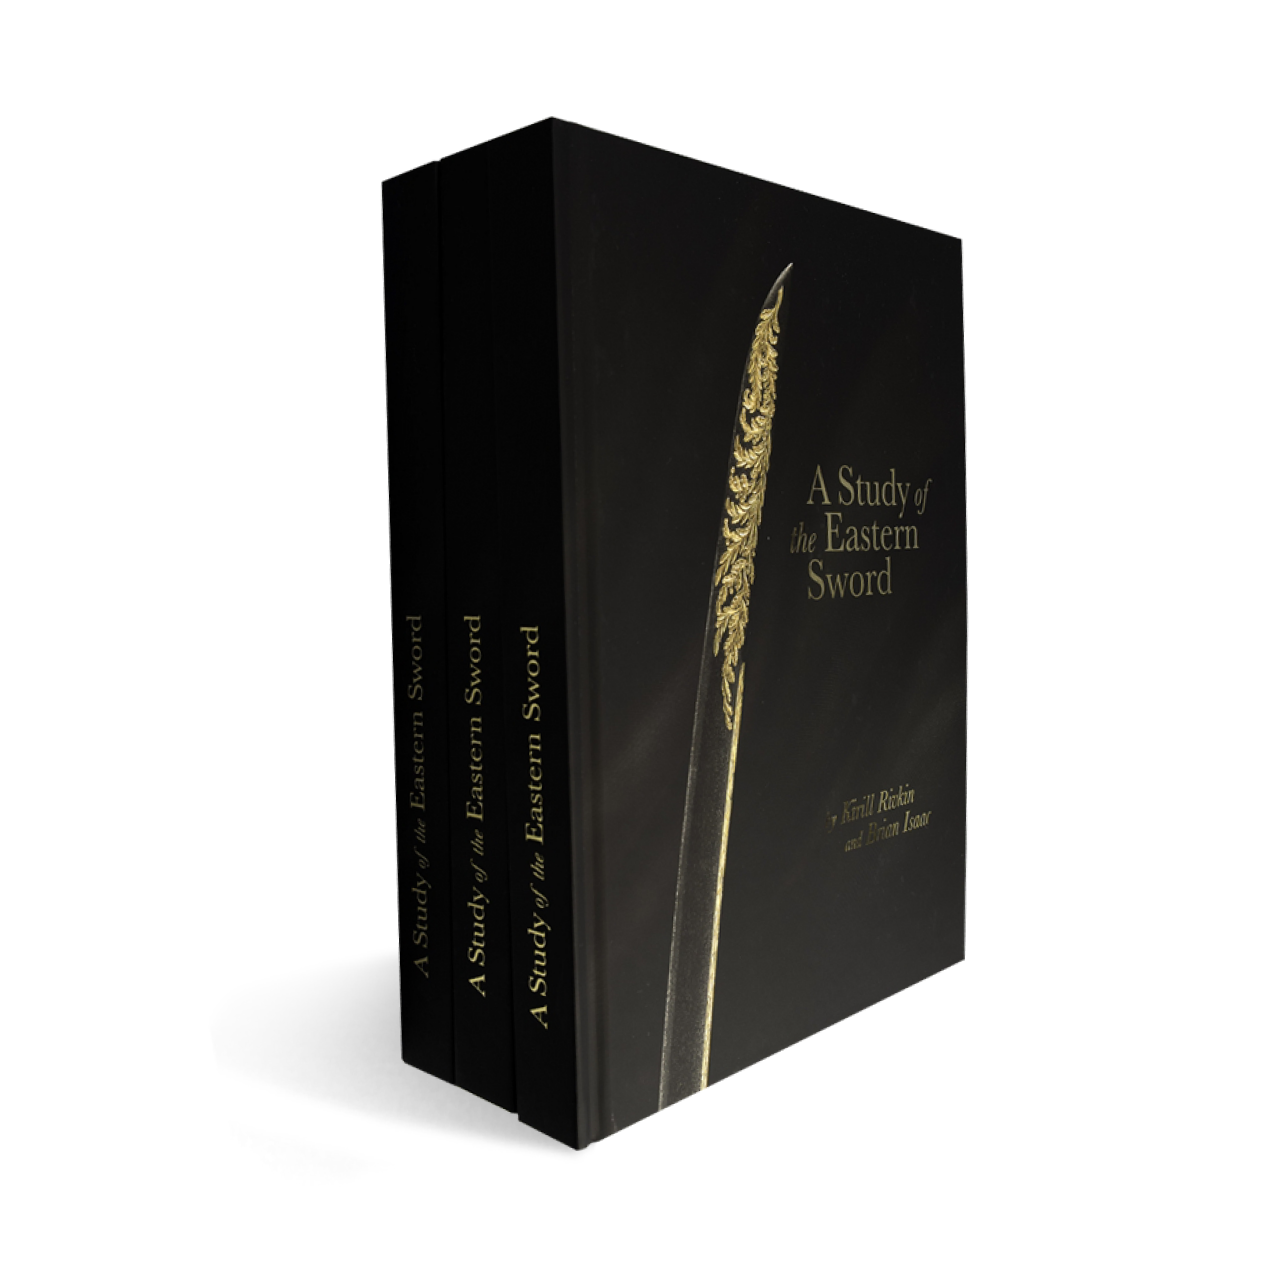 A Study of the Eastern Sword
A Study of the Eastern Sword
A Study of the Eastern Sword
A Study of
the Eastern
Sword
by Kirill Rivkin
and Brian Isaac